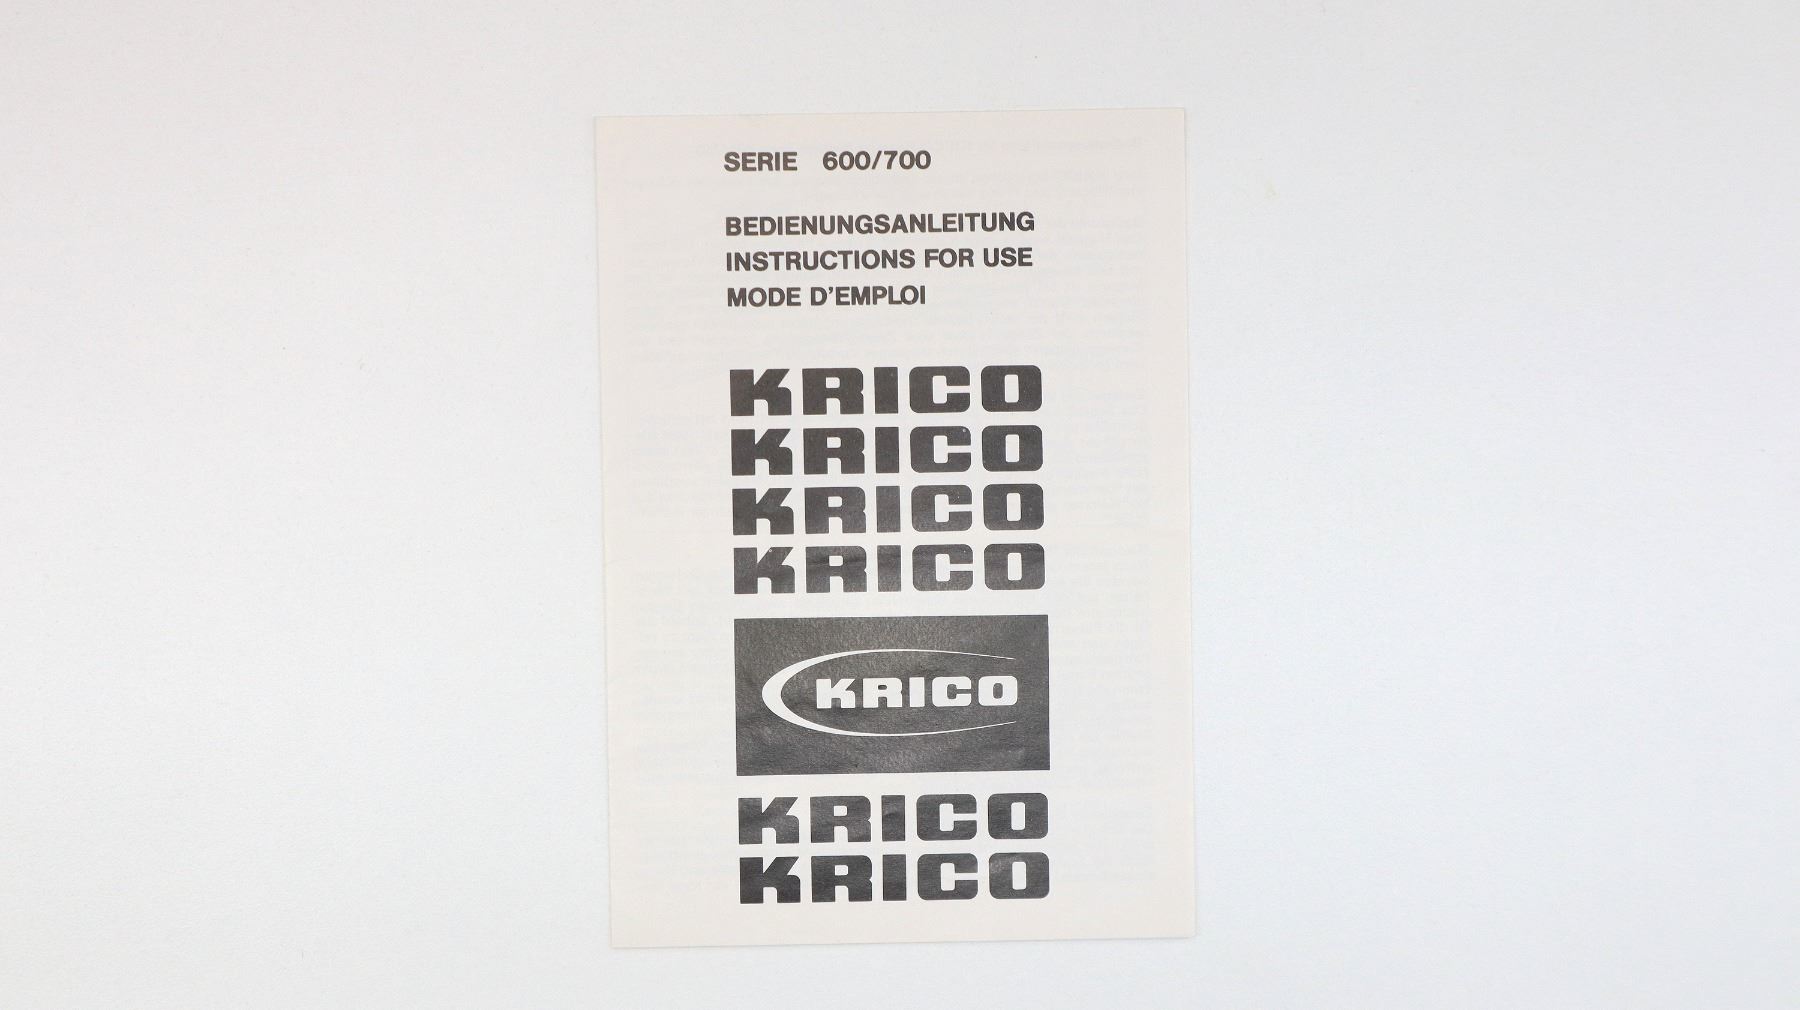 SERIE 600/700
BEDIENUNGSANLEITUNG
INSTRUCTIONS FOR USE
MODE D'EMPLOI
KRICO
KRICO
KRICO
KRICO
KRICO
KRICO
KRICO